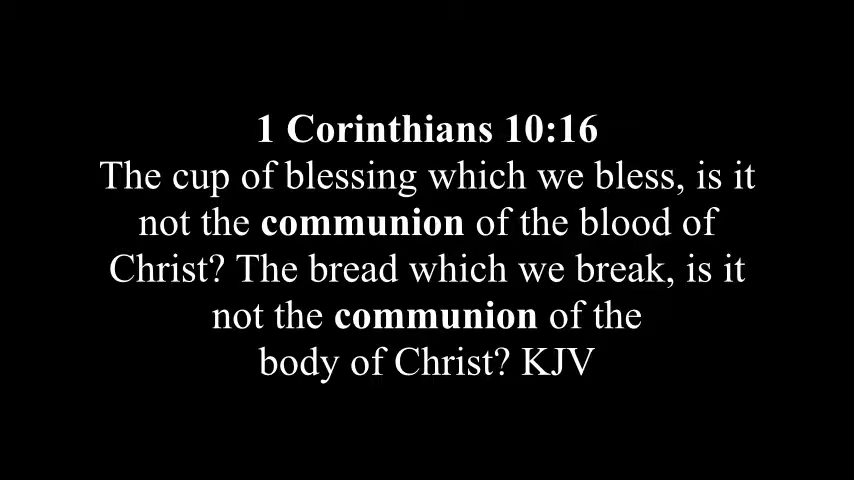 1 Corinthians 10:16
The cup of blessing which we bless, is it
not the communion of the blood of
Christ? The bread which we break, is it
not the communion of the
body of Christ? KJV